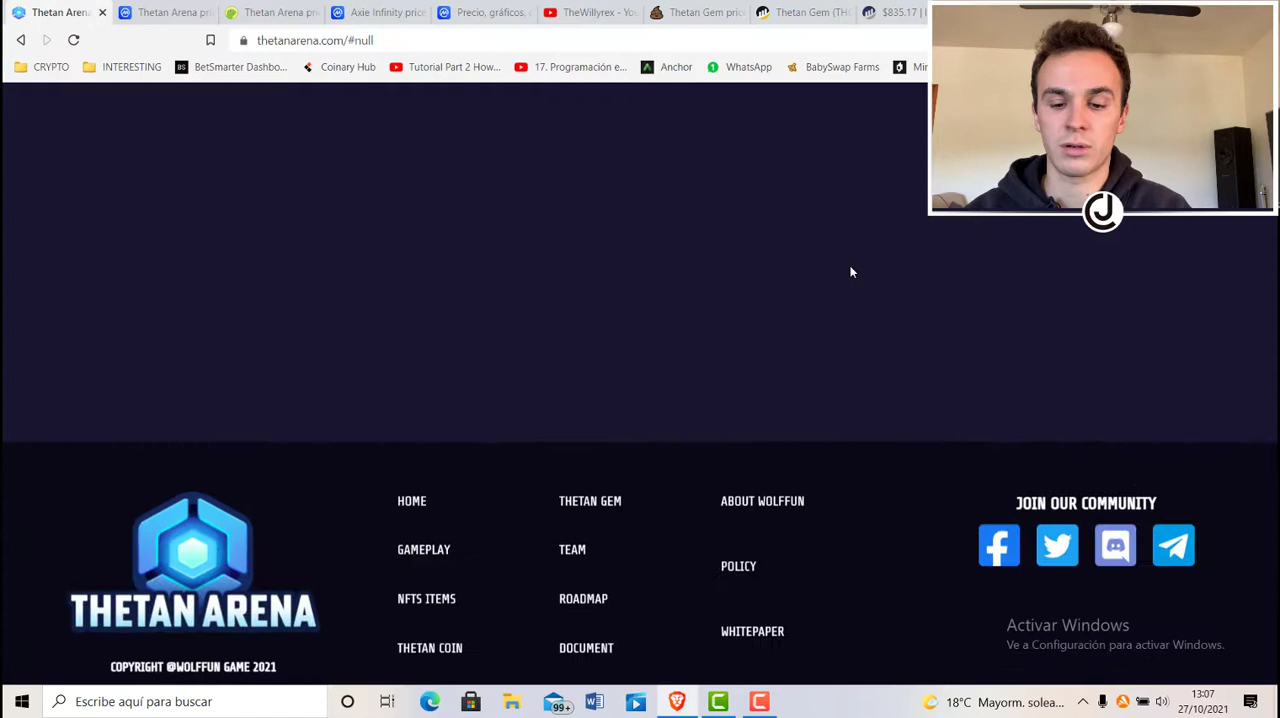 Thetan Arena
Thetan Arena pr
Thetan Arena pre
Axie Infinity p
Precio, gráficos,
TheWillyrex - Yo
Thetan Gem price
Thetan Gem (TH
$835.17 |
thetanarena.com/#null
CRYPTO
INTERESTING
BetSmarter Dashbo...
Coinary Hub
Tutorial Part 2 How...
17. Programación e...
Anchor
WhatsApp
BabySwap Farms
THETAN ARENA
COPYRIGHT @WOLFFUN GAME 2021
HOME
GAMEPLAY
NFTS ITEMS
THETAN COIN
THETAN GEM
TEAM
ROADMAP
DOCUMENT
ABOUT WOLFFUN
POLICY
WHITEPAPER
JOIN OUR COMMUNITY
Activar Windows
Ve a Configuración para activar Windows.
Escribe aquí para buscar
99+
18°C Mayorm. solea...
13:07
27/10/2021